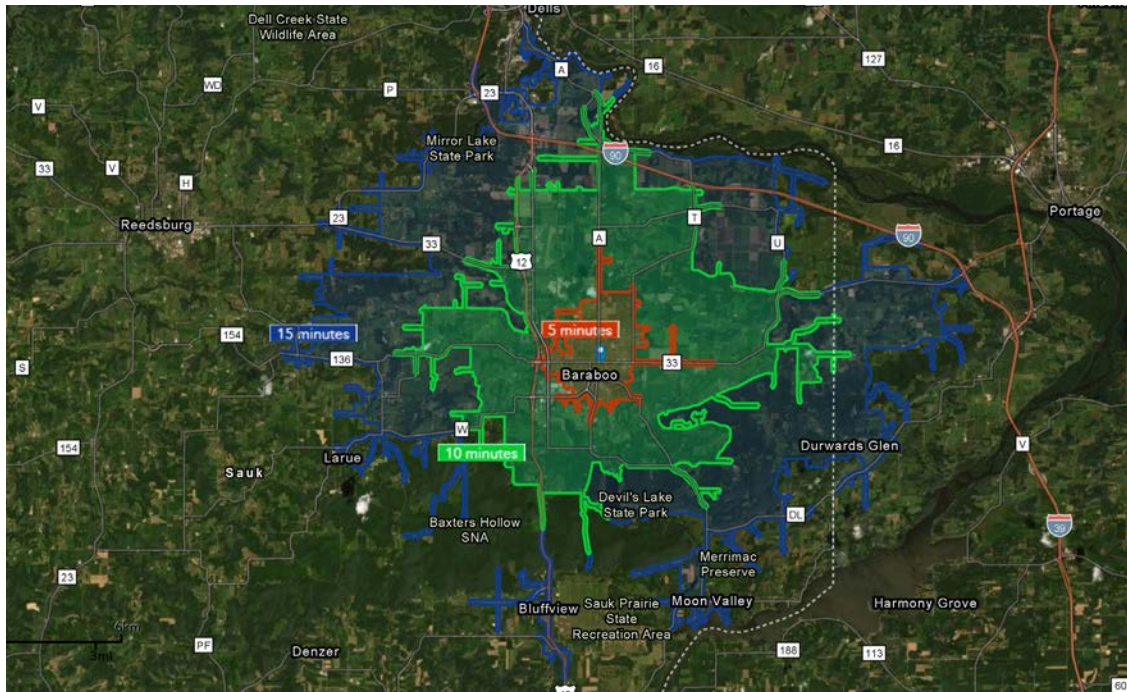 Dells
Dell Creek State
Wildlife Area
A
16
127
WD
P
23
V
Mirror Lake
State Park
90
16
33
V
H
Reedsburg
23
33
A
T
U
90
Portage
12
15 minutes
5 minutes
154
S
136
33
Baraboo
W
10 minutes
154
Sauk
Larue
Durwards Glen
V
Devil's Lake
State Park
DL
39
Baxters Hollow
SNA
Merrimac
Preserve
23
Bluffview
Sauk Prairie
State
Recreation Area
Moon Valley
Harmony Grove
6km
3mi
PF
Denzer
188
113
60